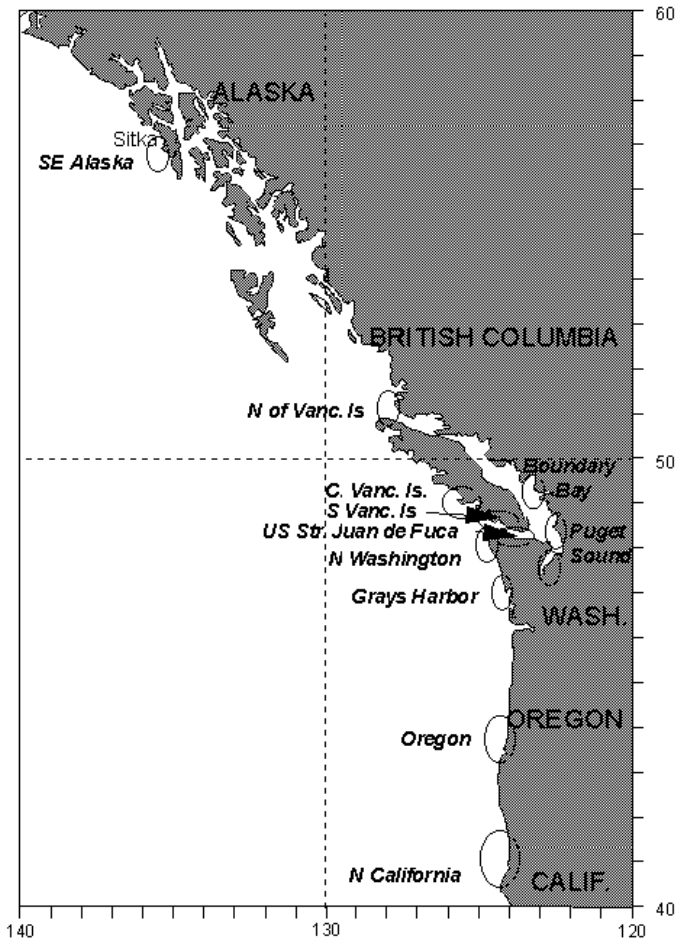 60
ALASKA
Sitka
SE Alaska
BRITISH COLUMBIA
N of Vanc. Is
50
Boundary
Bay
C. Vanc. Is.
S Vanc. Is
US Str. Juan de Fuca
Puget
Sound
N Washington
Grays Harbor
WASH.
OREGON
Oregon
N California
CALIF.
40
140
130
120